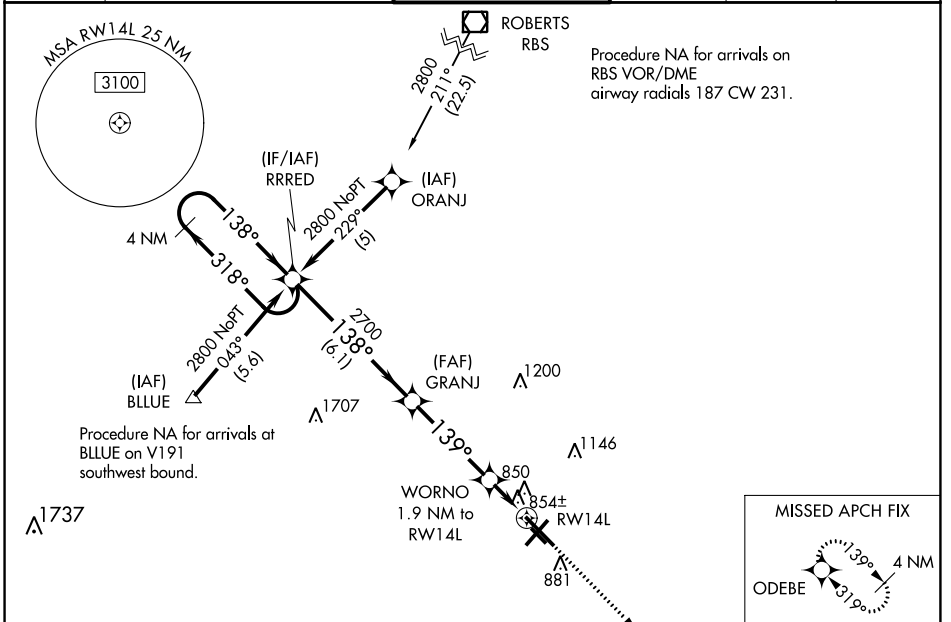 MSA RW14L 25 NM
3100
ROBERTS
RBS
Procedure NA for arrivals on
RBS VOR/DME
airway radials 187 CW 231.
2800
211°
(22.5)
(IF/IAF)
RRRED
(IAF)
ORANJ
2800 NoPT
229°
(5)
4 NM
138°
318°
2800 NoPT
043°
(5.6)
2700
138°
(6.1)
(IAF)
BLLUE
(FAF)
GRANJ
1200
1707
Procedure NA for arrivals at
BLLUE on V191
southwest bound.
139°
1146
WORNO
1.9 NM to
RW14L
850
854±
RW14L
1737
881
MISSED APCH FIX
139°
4 NM
ODEBE
319°